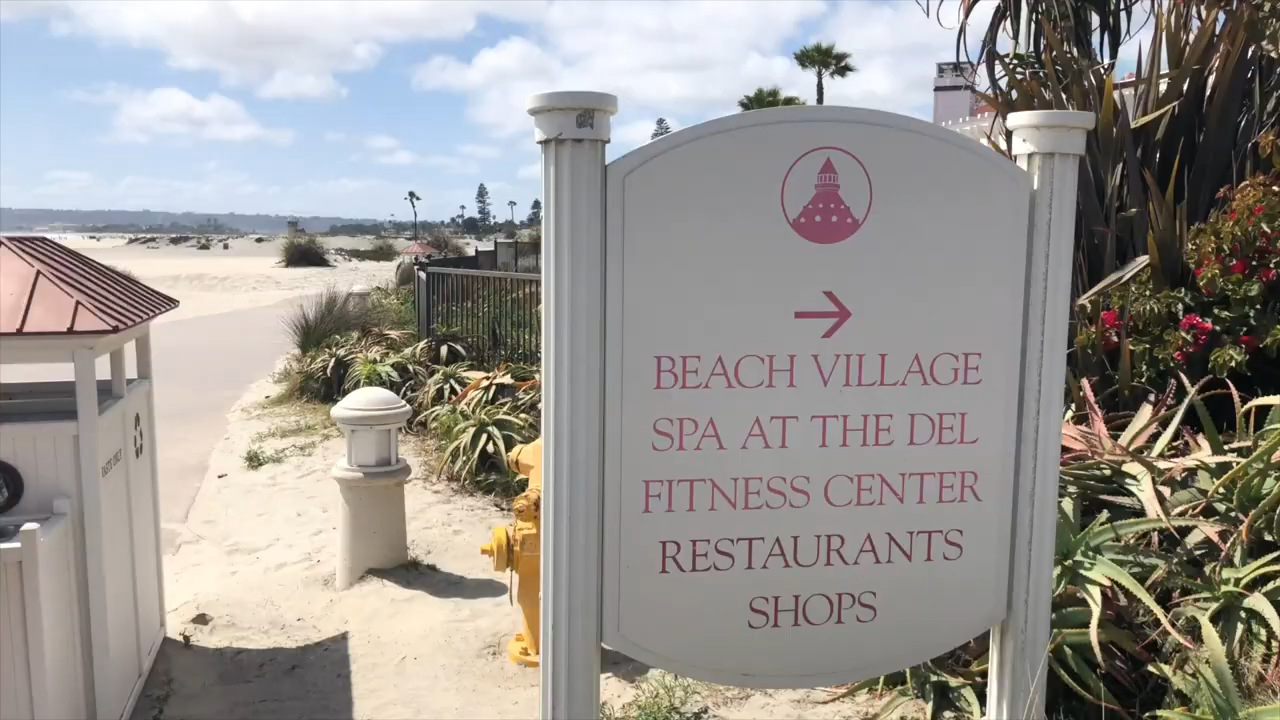 BEACH VILLAGE
SPA AT THE DEL
FITNESS CENTER
RESTAURANTS
SHOPS